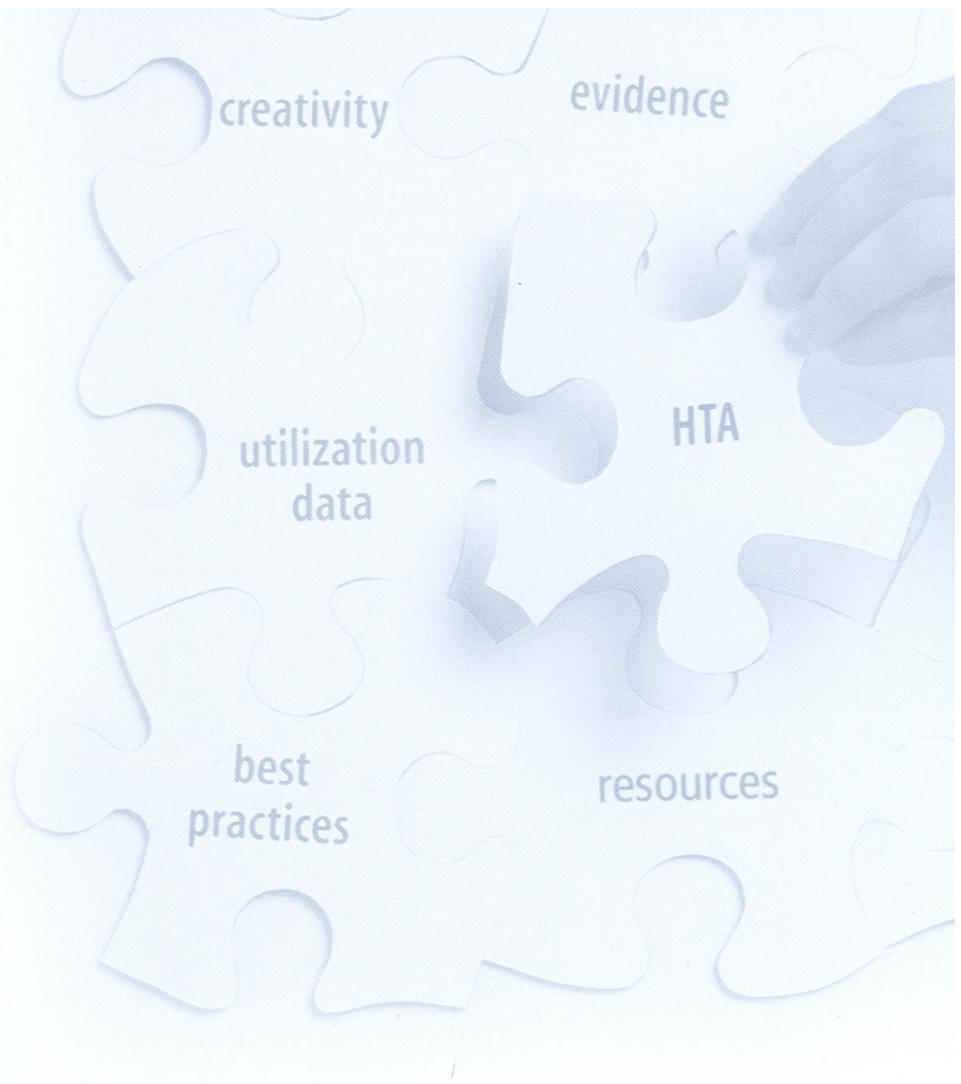 creativity
evidence
HTA
utilization
data
best
practices
resources